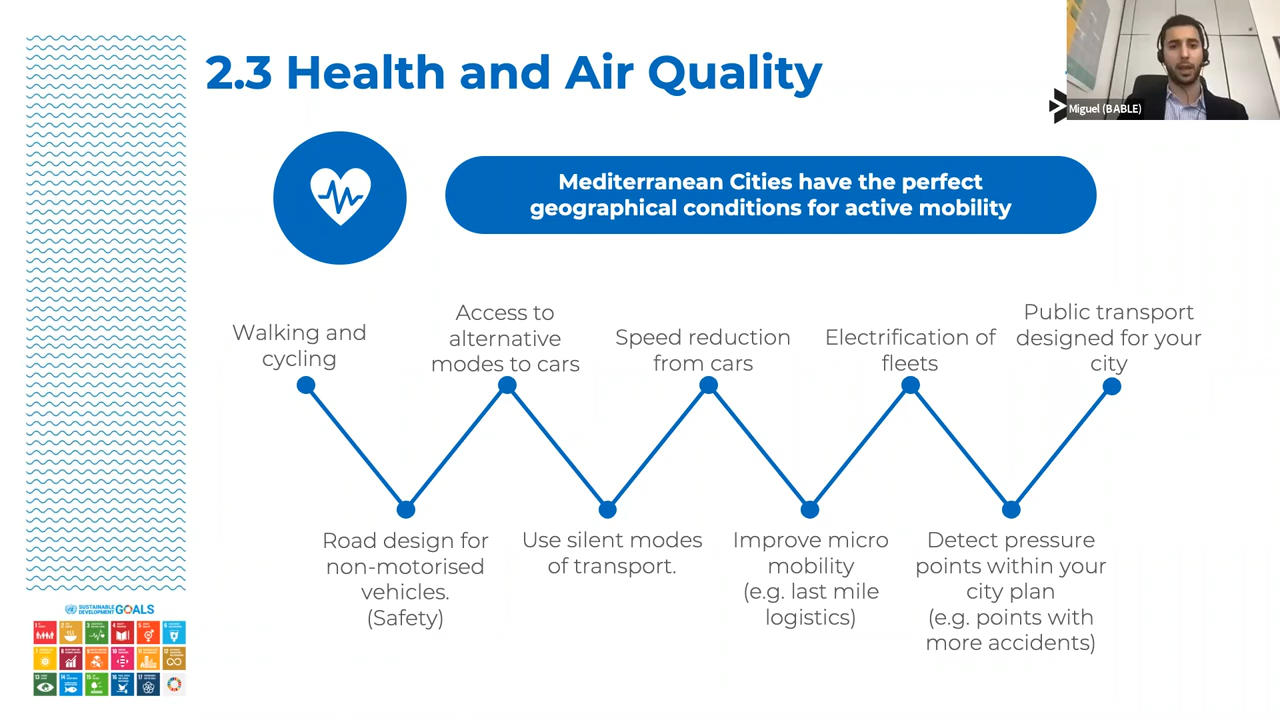 2.3 Health and Air Quality
Miguel (BABLE)
Mediterranean Cities have the perfect
geographical conditions for active mobility
Walking and
cycling
Access to
alternative
modes to cars
Speed reduction
from cars
Electrification of
fleets
Public transport
designed for your
city
Road design for
non-motorised
vehicles.
(Safety)
Use silent modes
of transport.
Improve micro
mobility
(e.g. last mile
logistics)
Detect pressure
points within your
city plan
(e.g. points with
more accidents)
SUSTAINABLE
DEVELOPMENT GOALS